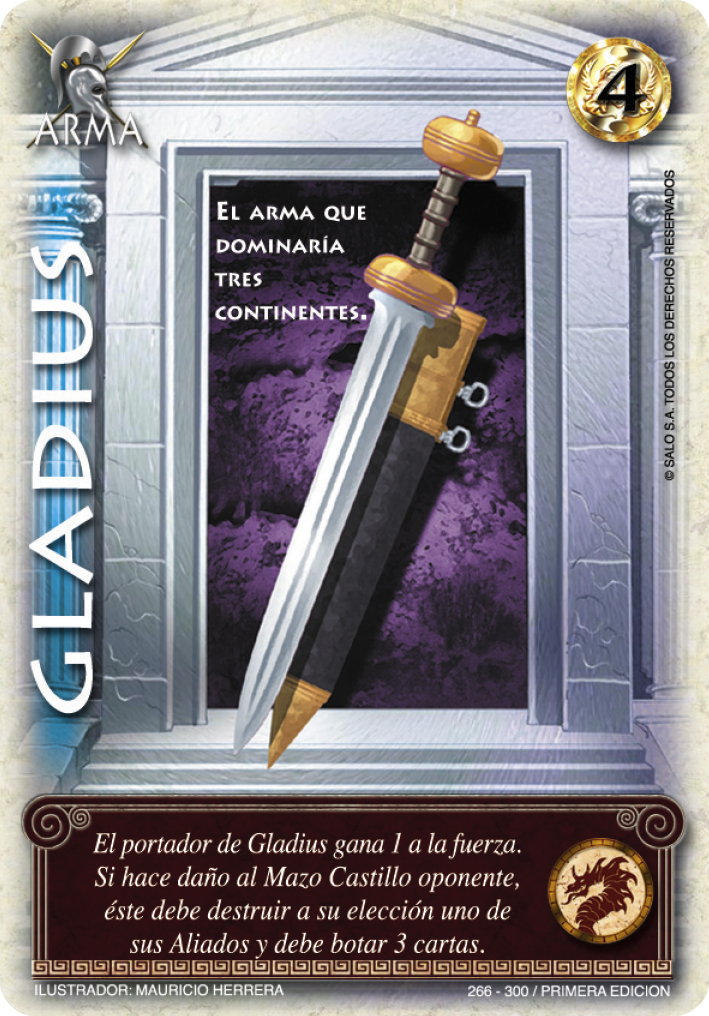 ARMA
4
GLADIUS
EL ARMA QUE
DOMINARÍA
TRES
CONTINENTES.
© SALO S.A. TODOS LOS DERECHOS RESERVADOS
El portador de Gladius gana 1 a la fuerza.
Si hace daño al Mazo Castillo oponente,
éste debe destruir a su elección uno de
sus Aliados y debe botar 3 cartas.
ILUSTRADOR: MAURICIO HERRERA
266 - 300 / PRIMERA EDICION